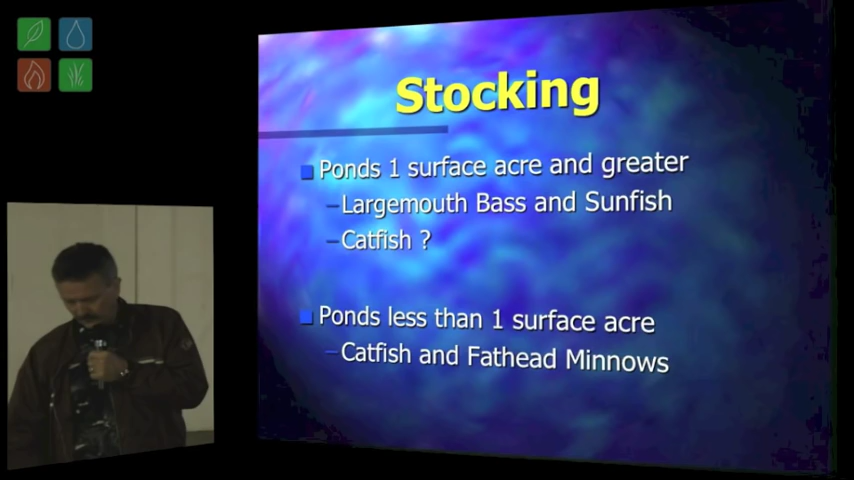 Stocking
Ponds 1 surface acre and greater
–Largemouth Bass and Sunfish
–Catfish ?
Ponds less than 1 surface acre
–Catfish and Fathead Minnows